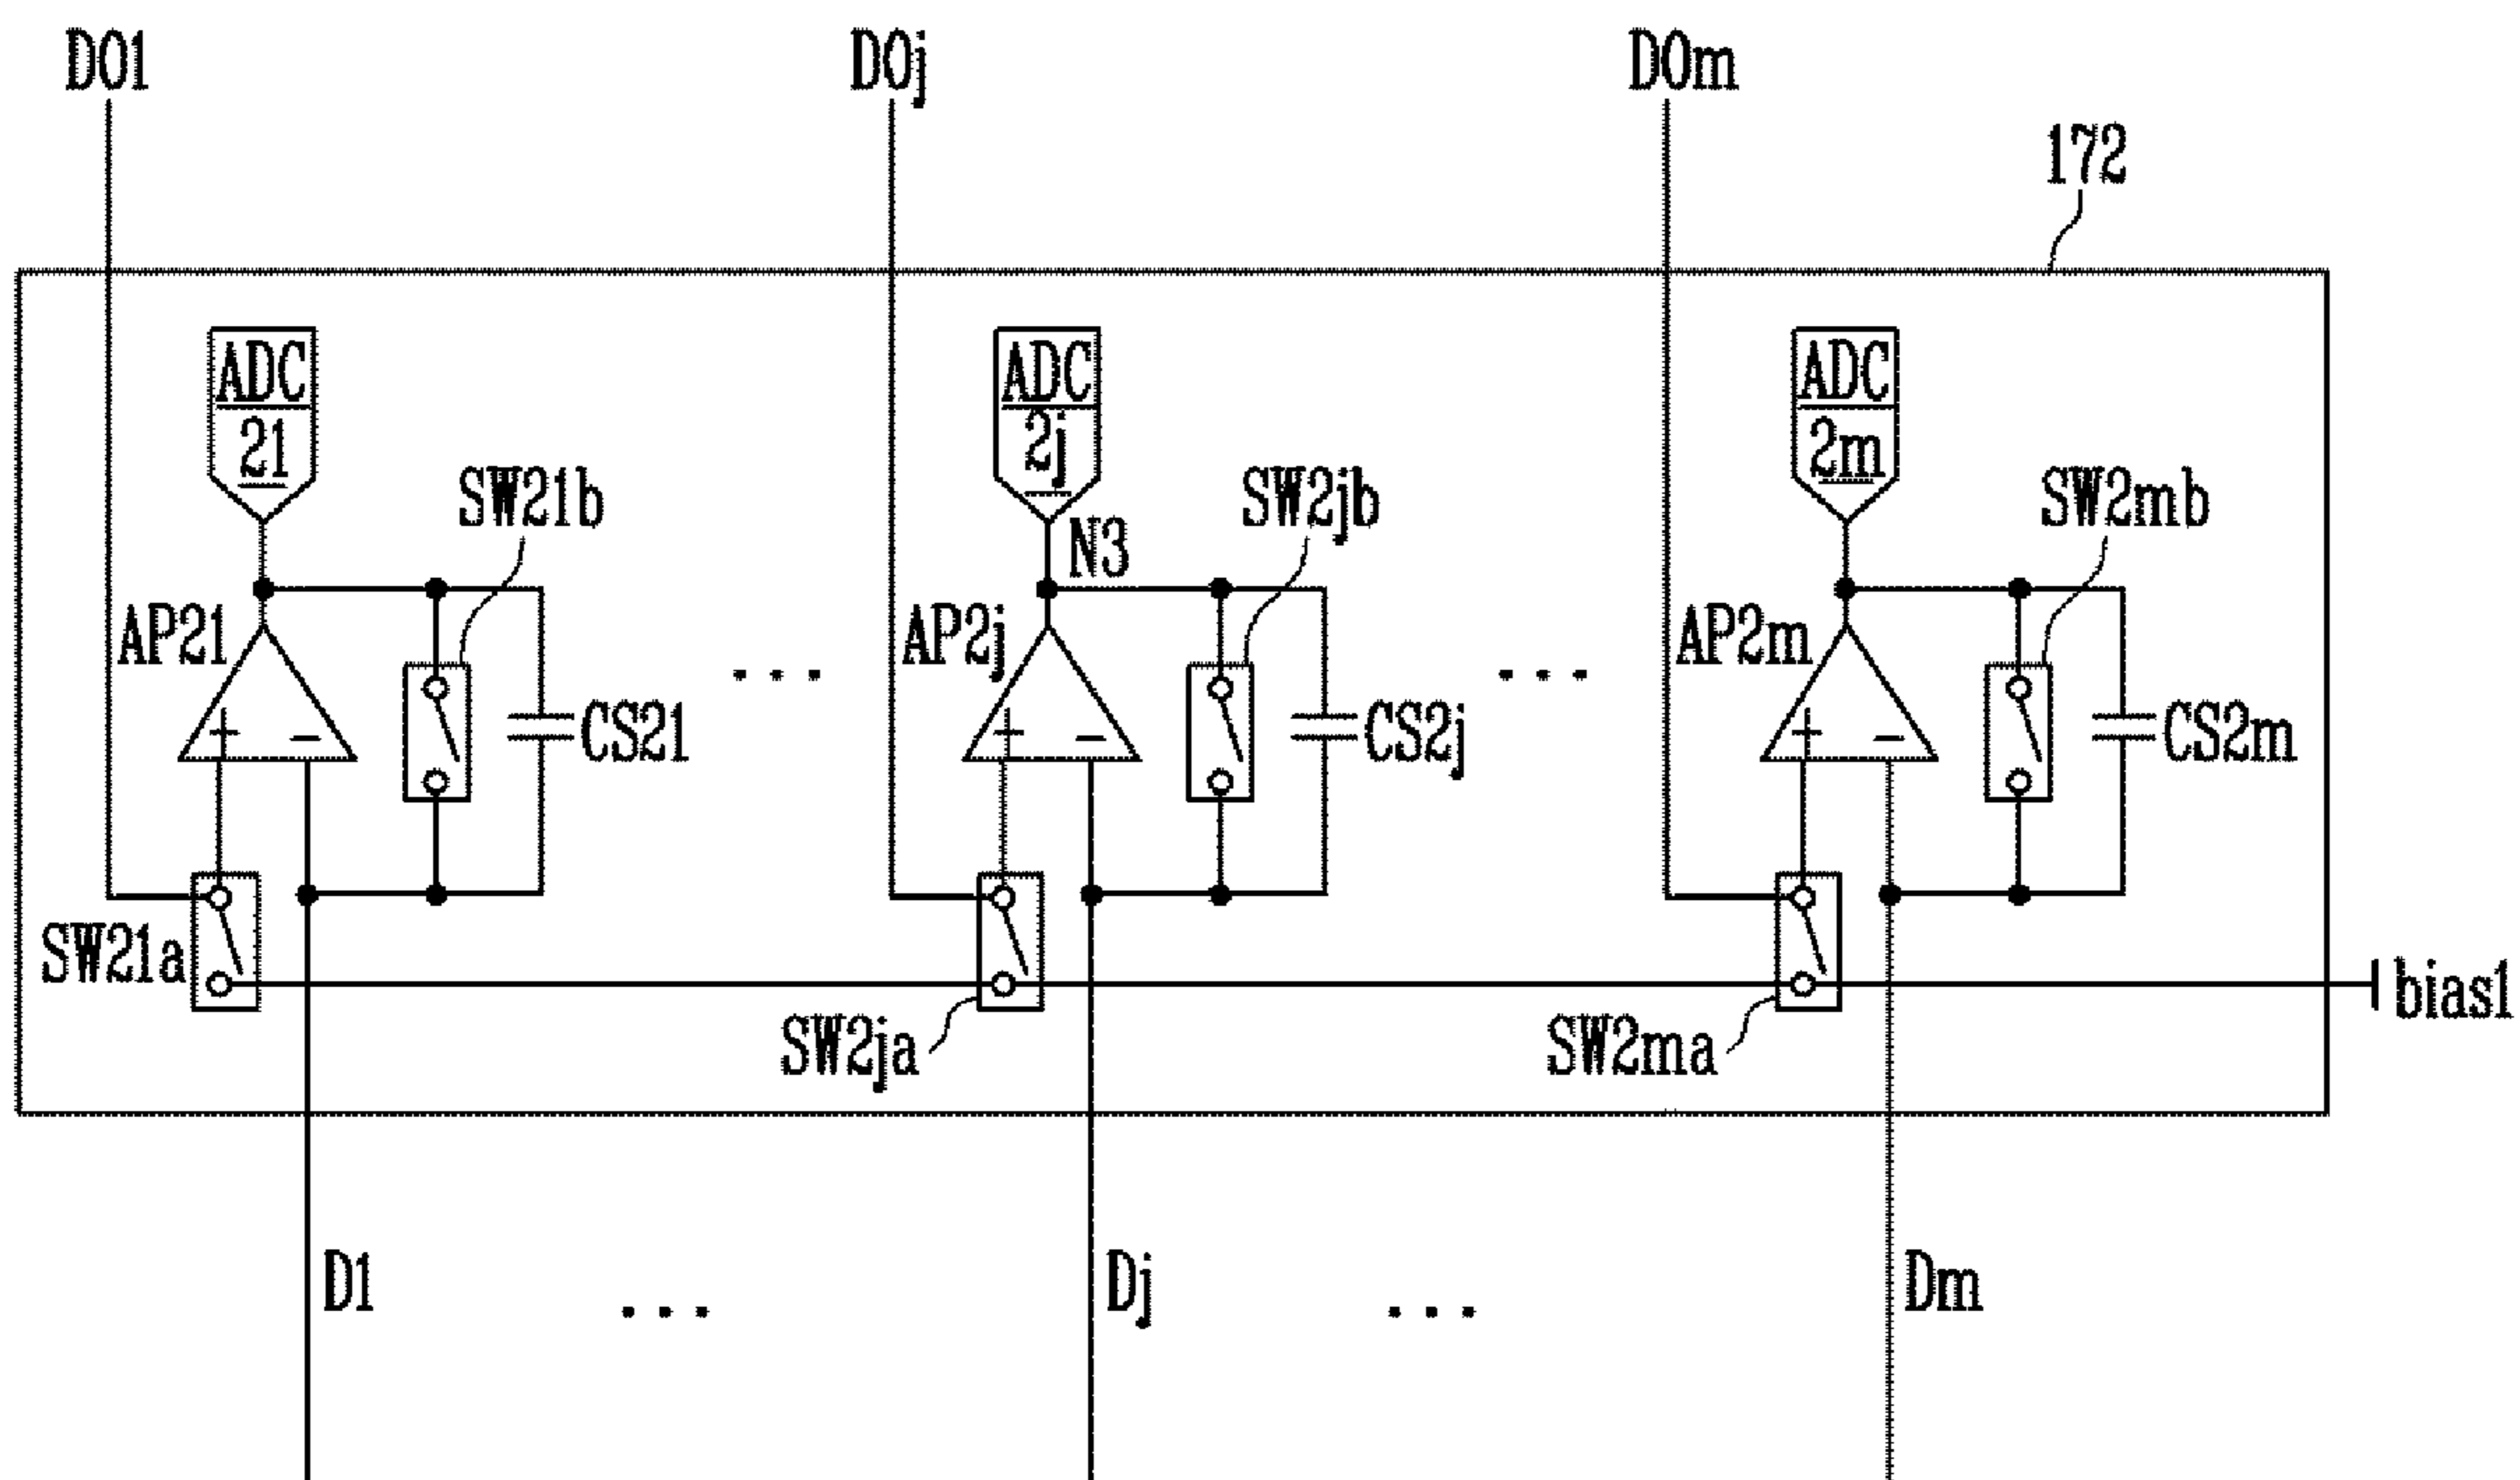 DO1
DOj
DOm
172
ADC
21
ADC
2j
ADC
2m
SW21b
SW2jb
SW2mb
N3
AP21
AP2j
AP2m
...
...
+
−
+
−
+
−
CS21
CS2j
CS2m
SW21a
SW2ja
SW2ma
bias1
D1
...
Dj
...
Dm